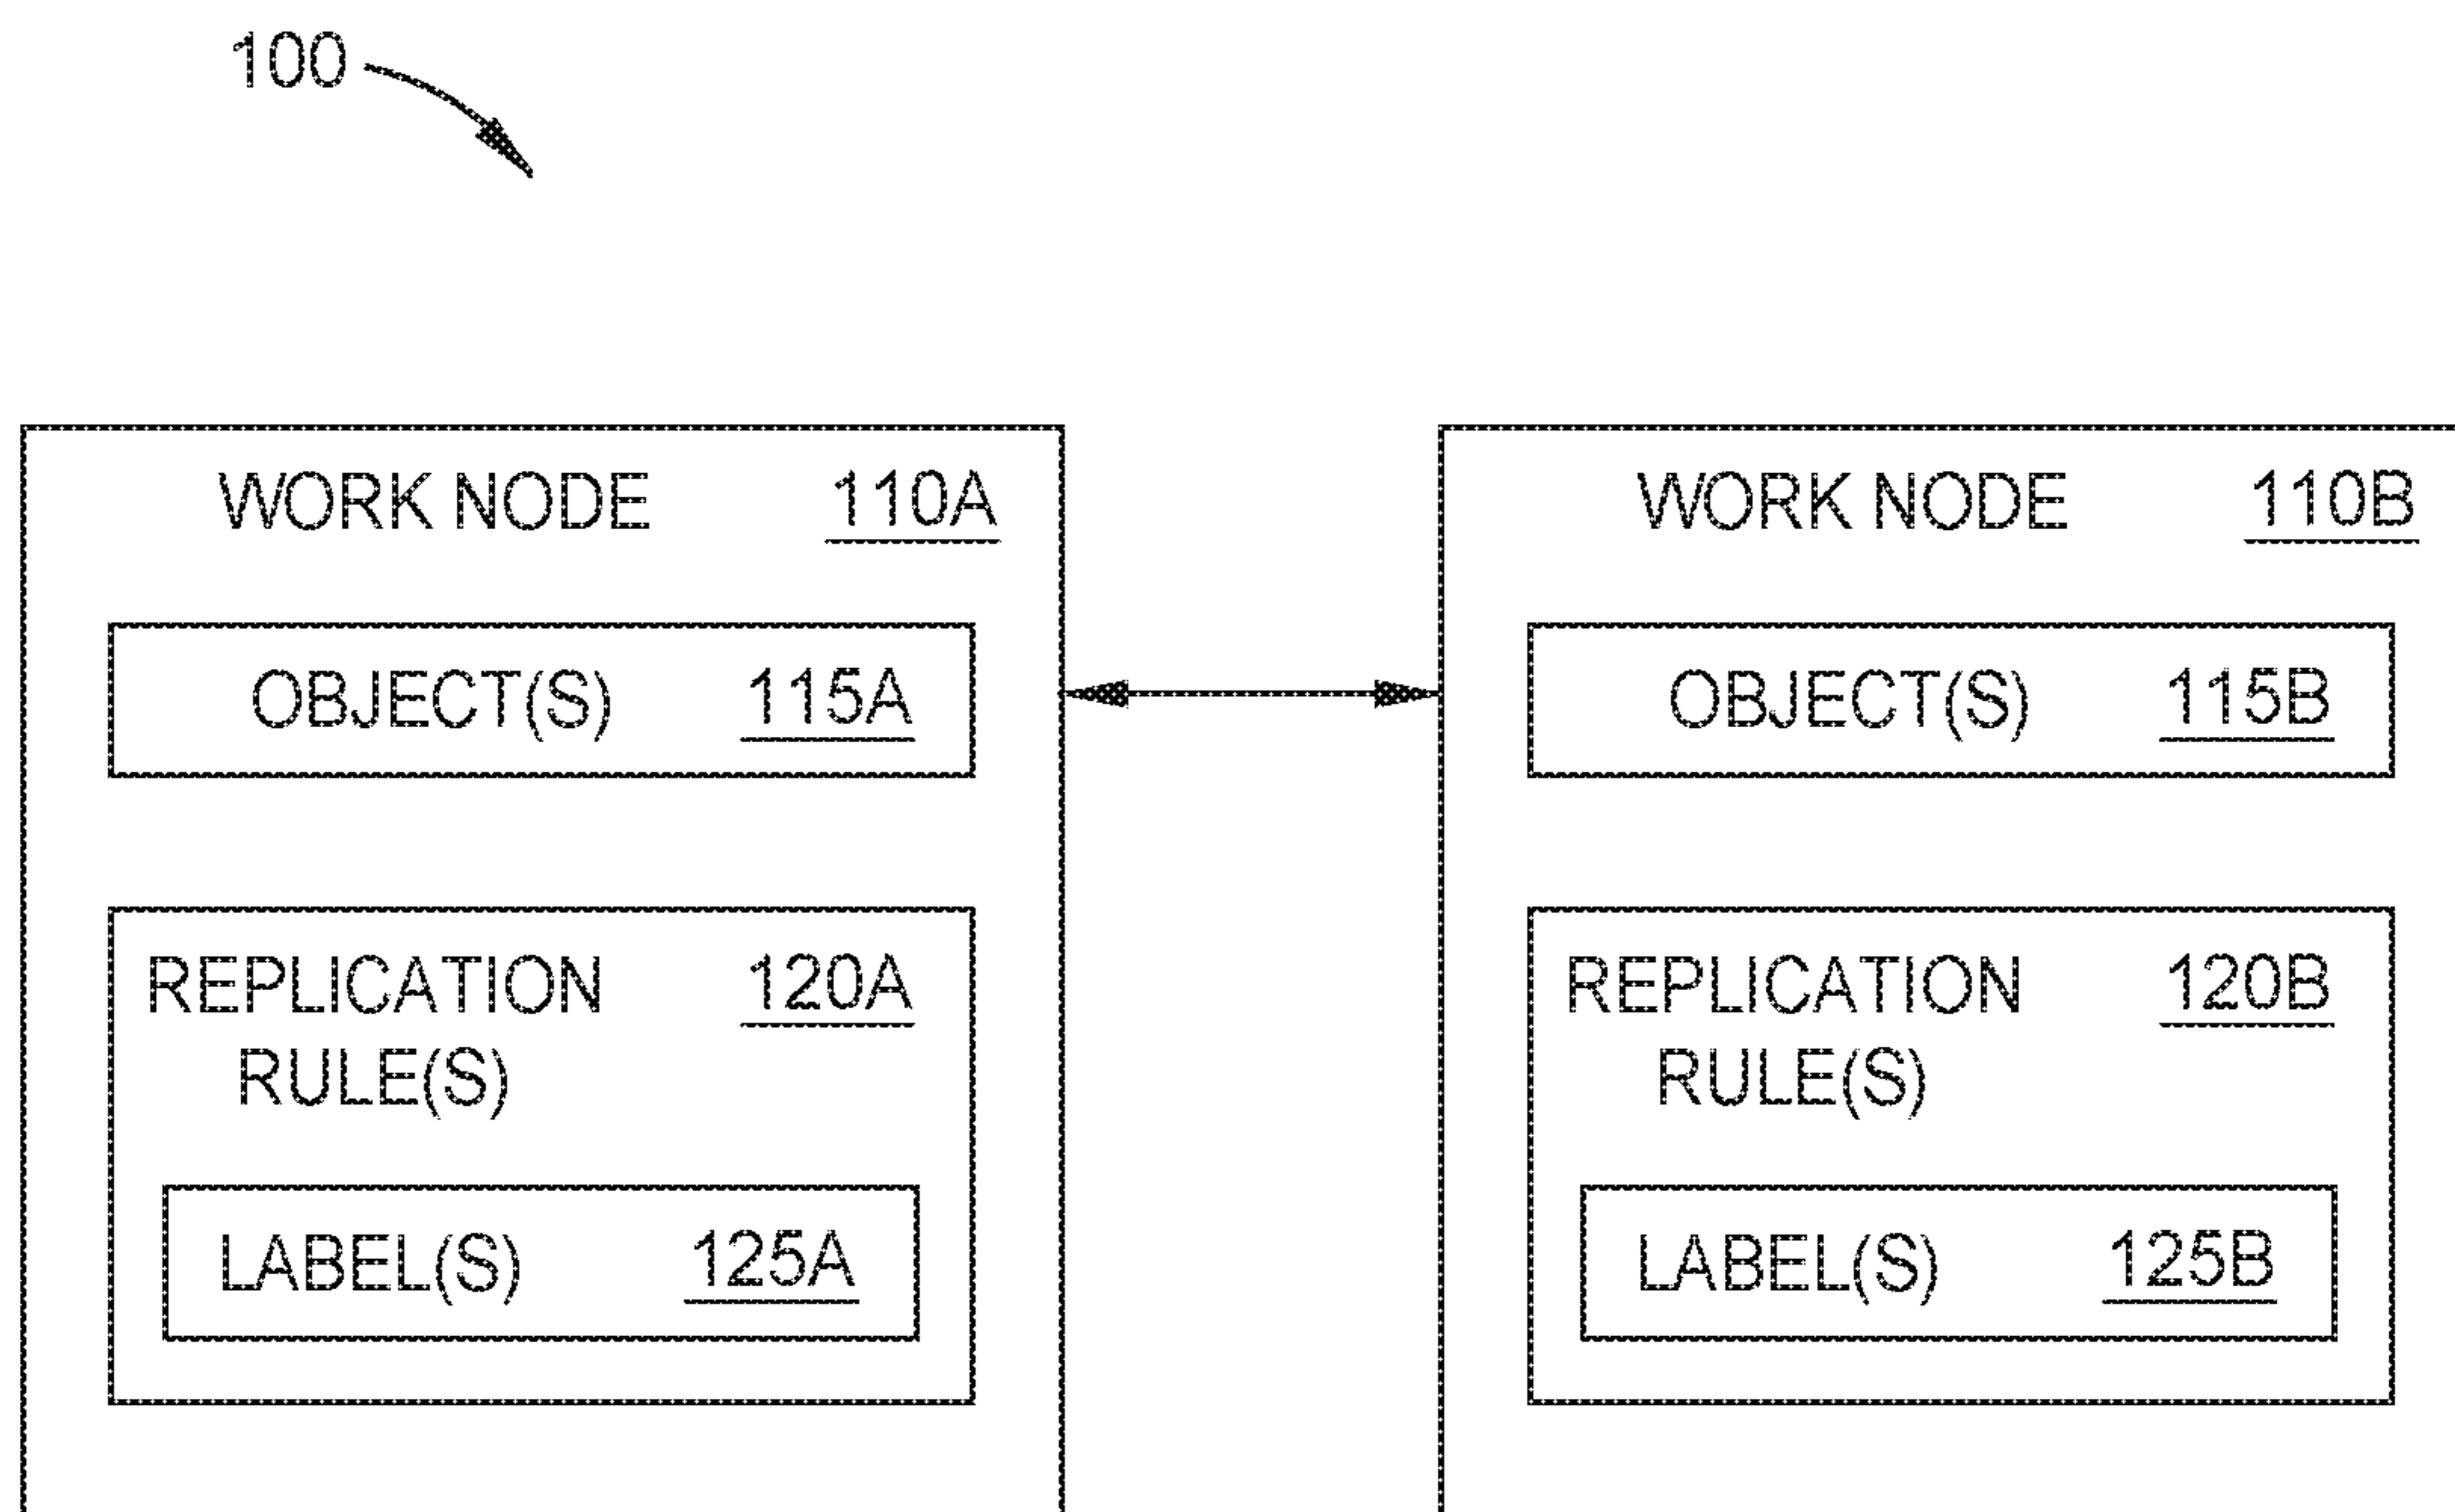 100
WORK NODE 110A
OBJECT(S) 115A
REPLICATION 120A
RULE(S)
LABEL(S) 125A
WORK NODE 110B
OBJECT(S) 115B
REPLICATION 120B
RULE(S)
LABEL(S) 125B